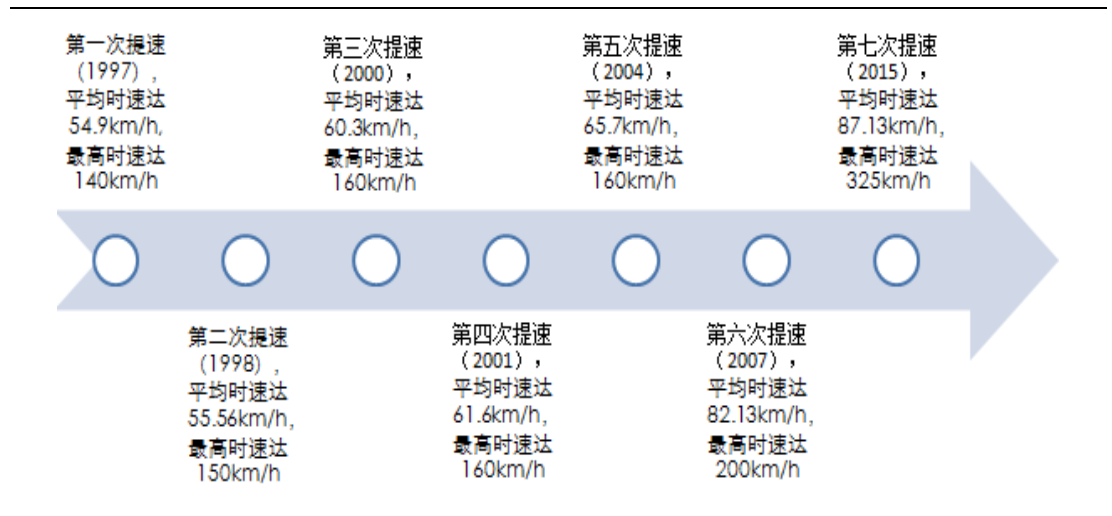 第一次提速
(1997)，
平均时速达
54.9km/h,
最高时速达
140km/h
第二次提速
(1998)，
平均时速达
55.56km/h,
最高时速达
150km/h
第三次提速
（2000），
平均时速达
60.3km/h,
最高时速达
160km/h
第四次提速
（2001），
平均时速达
61.6km/h,
最高时速达
160km/h
第五次提速
（2004），
平均时速达
65.7km/h,
最高时速达
160km/h
第六次提速
（2007），
平均时速达
82.13km/h,
最高时速达
200km/h
第七次提速
（2015），
平均时速达
87.13km/h,
最高时速达
325km/h